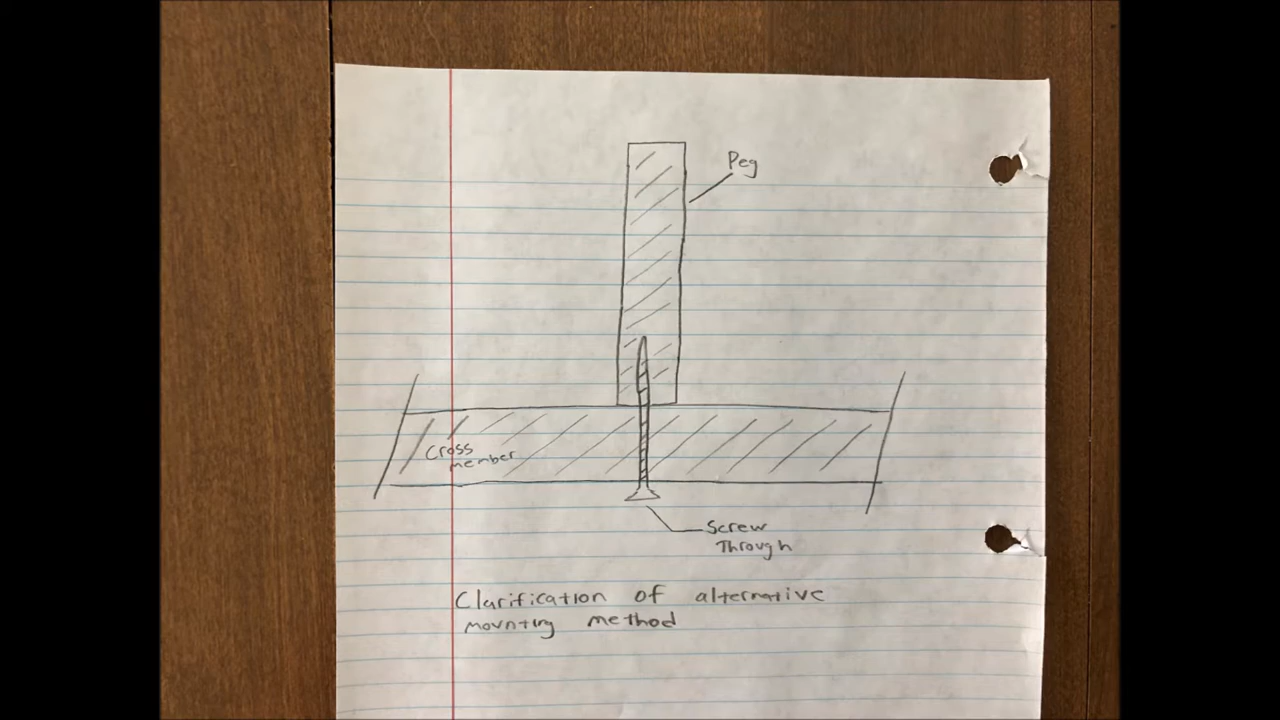 Peg
Cross
member
Screw
Through
Clarification of alternative
mounting method